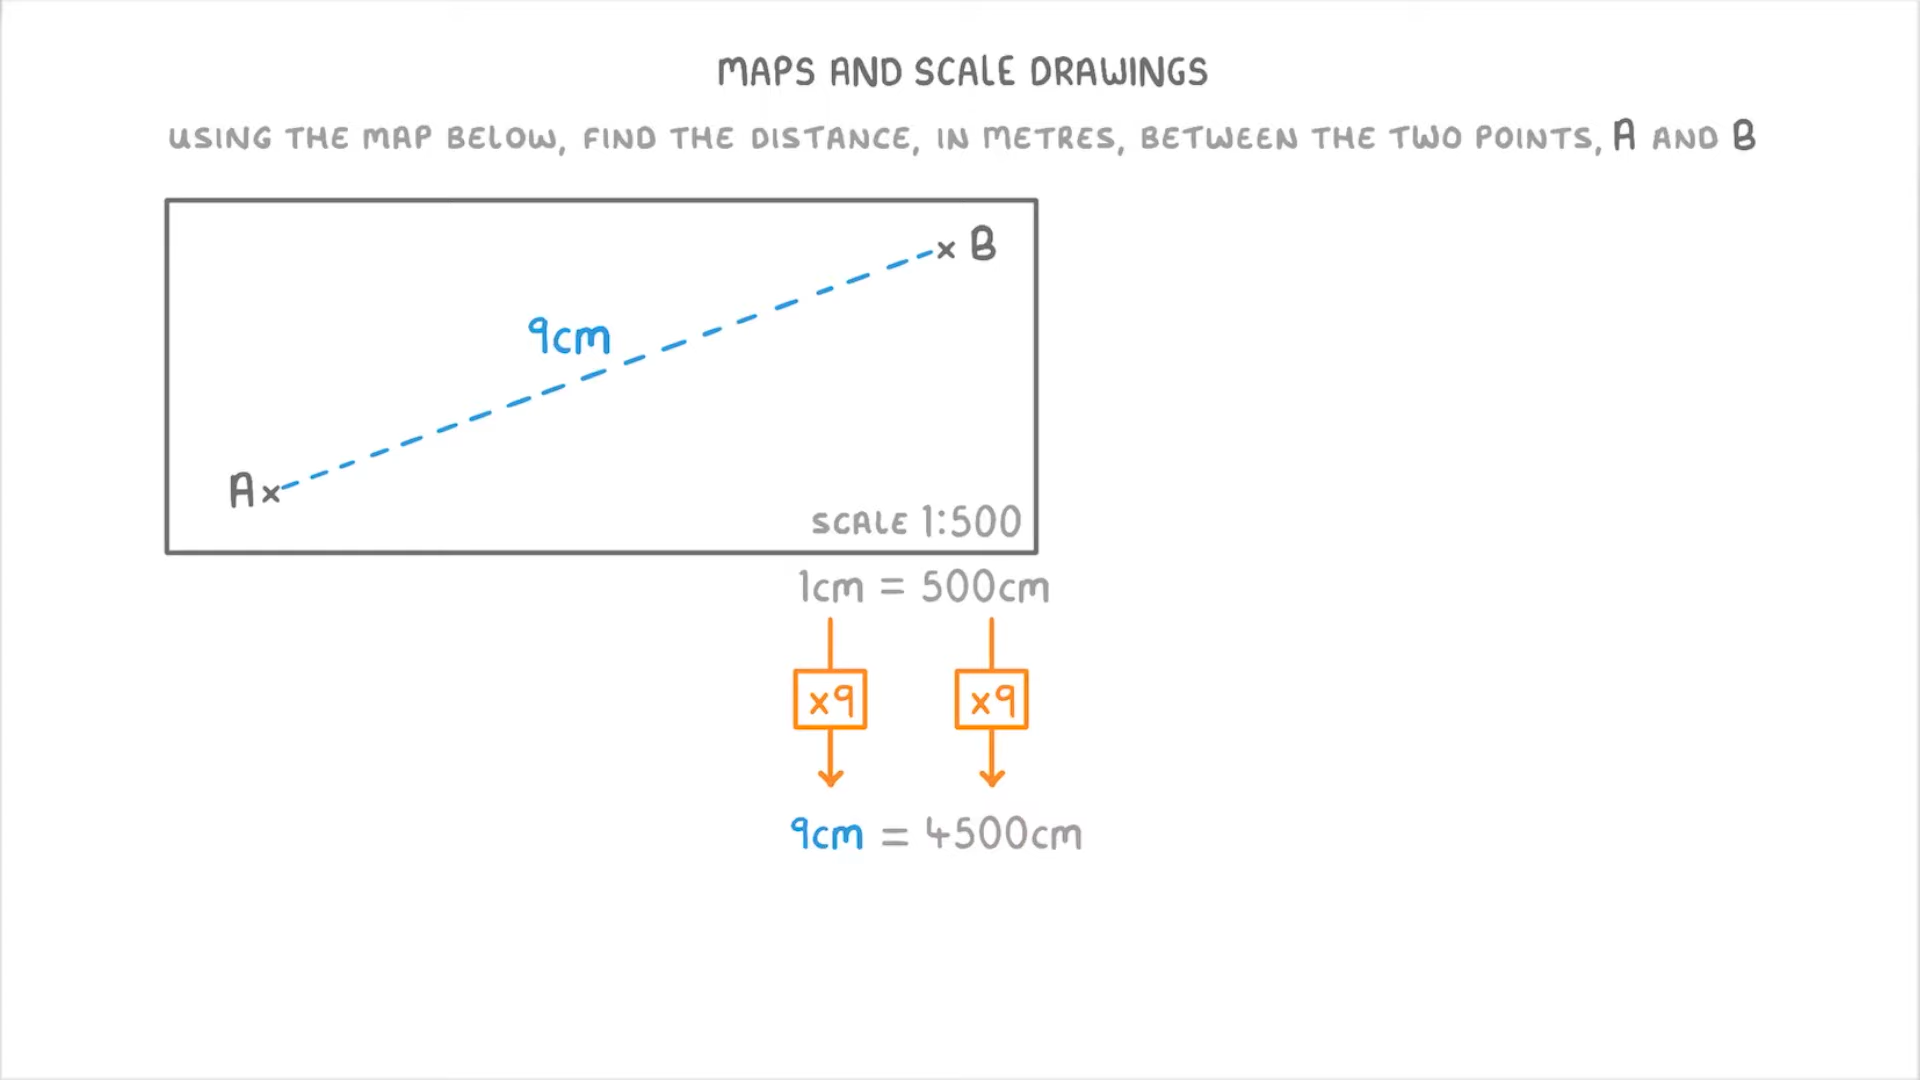 MAPS AND SCALE DRAWINGS
USING THE MAP BELOW, FIND THE DISTANCE, IN METRES, BETWEEN THE TWO POINTS, A AND B
B
9cm
A
SCALE 1:500
1cm = 500cm
×9 ×9
9cm = 4500cm